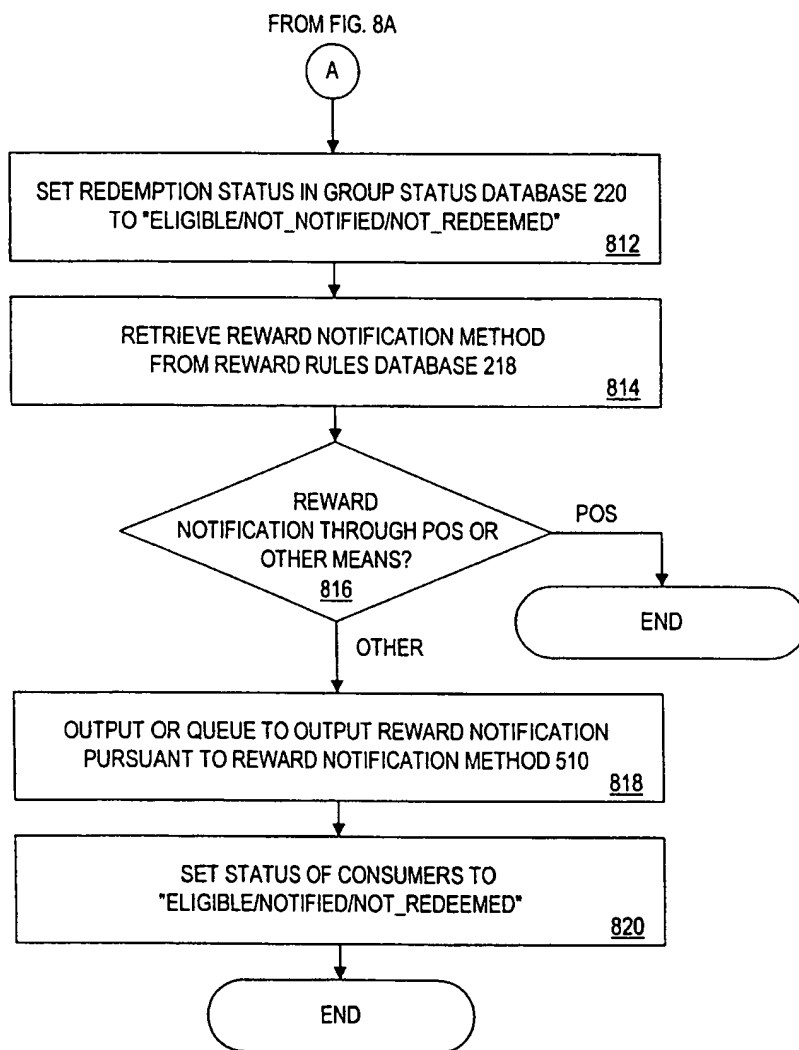 FROM FIG. 8A
A
SET REDEMPTION STATUS IN GROUP STATUS DATABASE 220
TO "ELIGIBLE/NOT_NOTIFIED/NOT_REDEEMED"
812
RETRIEVE REWARD NOTIFICATION METHOD
FROM REWARD RULES DATABASE 218
814
REWARD
NOTIFICATION THROUGH POS OR
OTHER MEANS?
816
POS
END
OTHER
OUTPUT OR QUEUE TO OUTPUT REWARD NOTIFICATION
PURSUANT TO REWARD NOTIFICATION METHOD 510
818
SET STATUS OF CONSUMERS TO
"ELIGIBLE/NOTIFIED/NOT_REDEEMED"
820
END